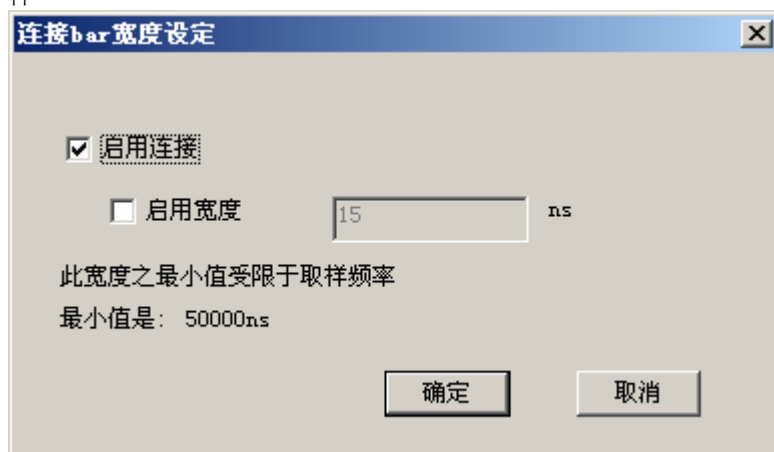 连接bar宽度设定
启用连接
启用宽度 15 ns
此宽度之最小值受限于取样频率
最小值是: 50000ns
确定 取消